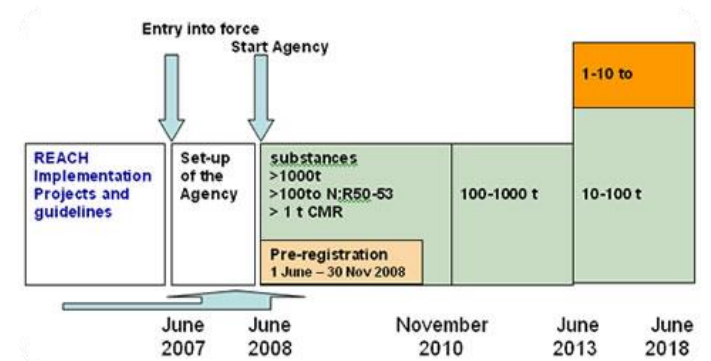 Entry into force
Start Agency
1-10 to
REACH
Implementation
Projects and
guidelines
Set-up
of the
Agency
substances
>1000t
>100to N;R50-53
> 1 t CMR
100-1000 t
10-100 t
Pre-registration
1 June – 30 Nov 2008
June
2007
June
2008
November
2010
June
2013
June
2018